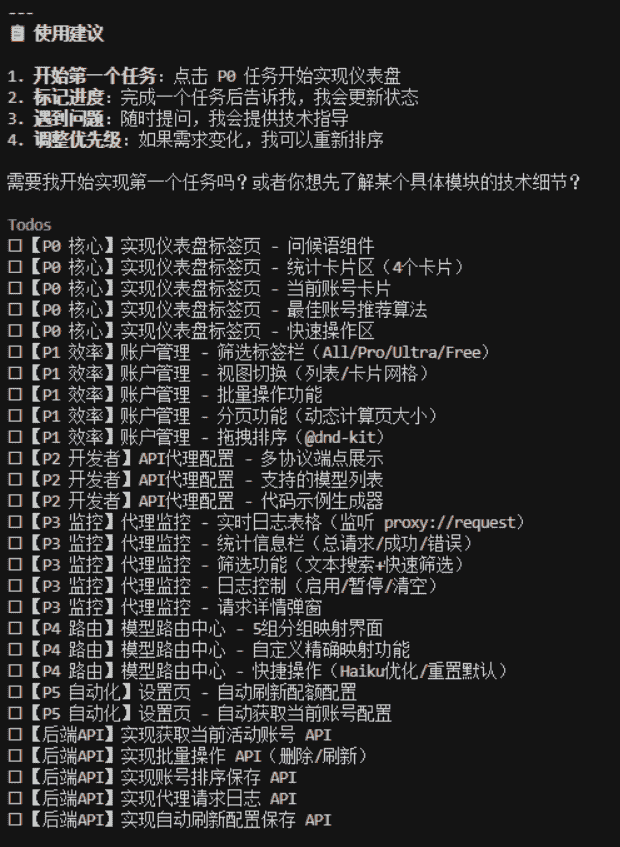 ---
📋 使用建议
1. 开始第一个任务：点击 P0 任务开始实现仪表盘
2. 标记进度：完成一个任务后告诉我，我会更新状态
3. 遇到问题：随时提问，我会提供技术指导
4. 调整优先级：如果需求变化，我可以重新排序
需要我开始实现第一个任务吗？或者你想先了解某个具体模块的技术细节？
Todos
☐【P0 核心】实现仪表盘标签页 - 问候语组件
☐【P0 核心】实现仪表盘标签页 - 统计卡片区（4个卡片）
☐【P0 核心】实现仪表盘标签页 - 当前账号卡片
☐【P0 核心】实现仪表盘标签页 - 最佳账号推荐算法
☐【P0 核心】实现仪表盘标签页 - 快速操作区
☐【P1 效率】账户管理 - 筛选标签栏（All/Pro/Ultra/Free）
☐【P1 效率】账户管理 - 视图切换（列表/卡片网格）
☐【P1 效率】账户管理 - 批量操作功能
☐【P1 效率】账户管理 - 分页功能（动态计算页大小）
☐【P1 效率】账户管理 - 拖拽排序（@dnd-kit）
☐【P2 开发者】API代理配置 - 多协议端点展示
☐【P2 开发者】API代理配置 - 支持的模型列表
☐【P2 开发者】API代理配置 - 代码示例生成器
☐【P3 监控】代理监控 - 实时日志表格（监听 proxy://request）
☐【P3 监控】代理监控 - 统计信息栏（总请求/成功/错误）
☐【P3 监控】代理监控 - 筛选功能（文本搜索+快速筛选）
☐【P3 监控】代理监控 - 日志控制（启用/暂停/清空）
☐【P3 监控】代理监控 - 请求详情弹窗
☐【P4 路由】模型路由中心 - 5组分组映射界面
☐【P4 路由】模型路由中心 - 自定义精确映射功能
☐【P4 路由】模型路由中心 - 快捷操作（Haiku优化/重置默认）
☐【P5 自动化】设置页 - 自动刷新配额配置
☐【P5 自动化】设置页 - 自动获取当前账号配置
☐【后端API】实现获取当前活动账号 API
☐【后端API】实现批量操作 API（删除/刷新）
☐【后端API】实现账号排序保存 API
☐【后端API】实现代理请求日志 API
☐【后端API】实现自动刷新配置保存 API